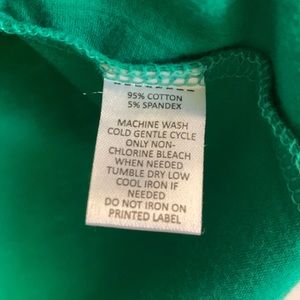 95% COTTON
5% SPANDEX
MACHINE WASH
COLD GENTLE CYCLE
ONLY NON-
CHLORINE BLEACH
WHEN NEEDED
TUMBLE DRY LOW
COOL IRON IF
NEEDED
DO NOT IRON ON
PRINTED LABEL